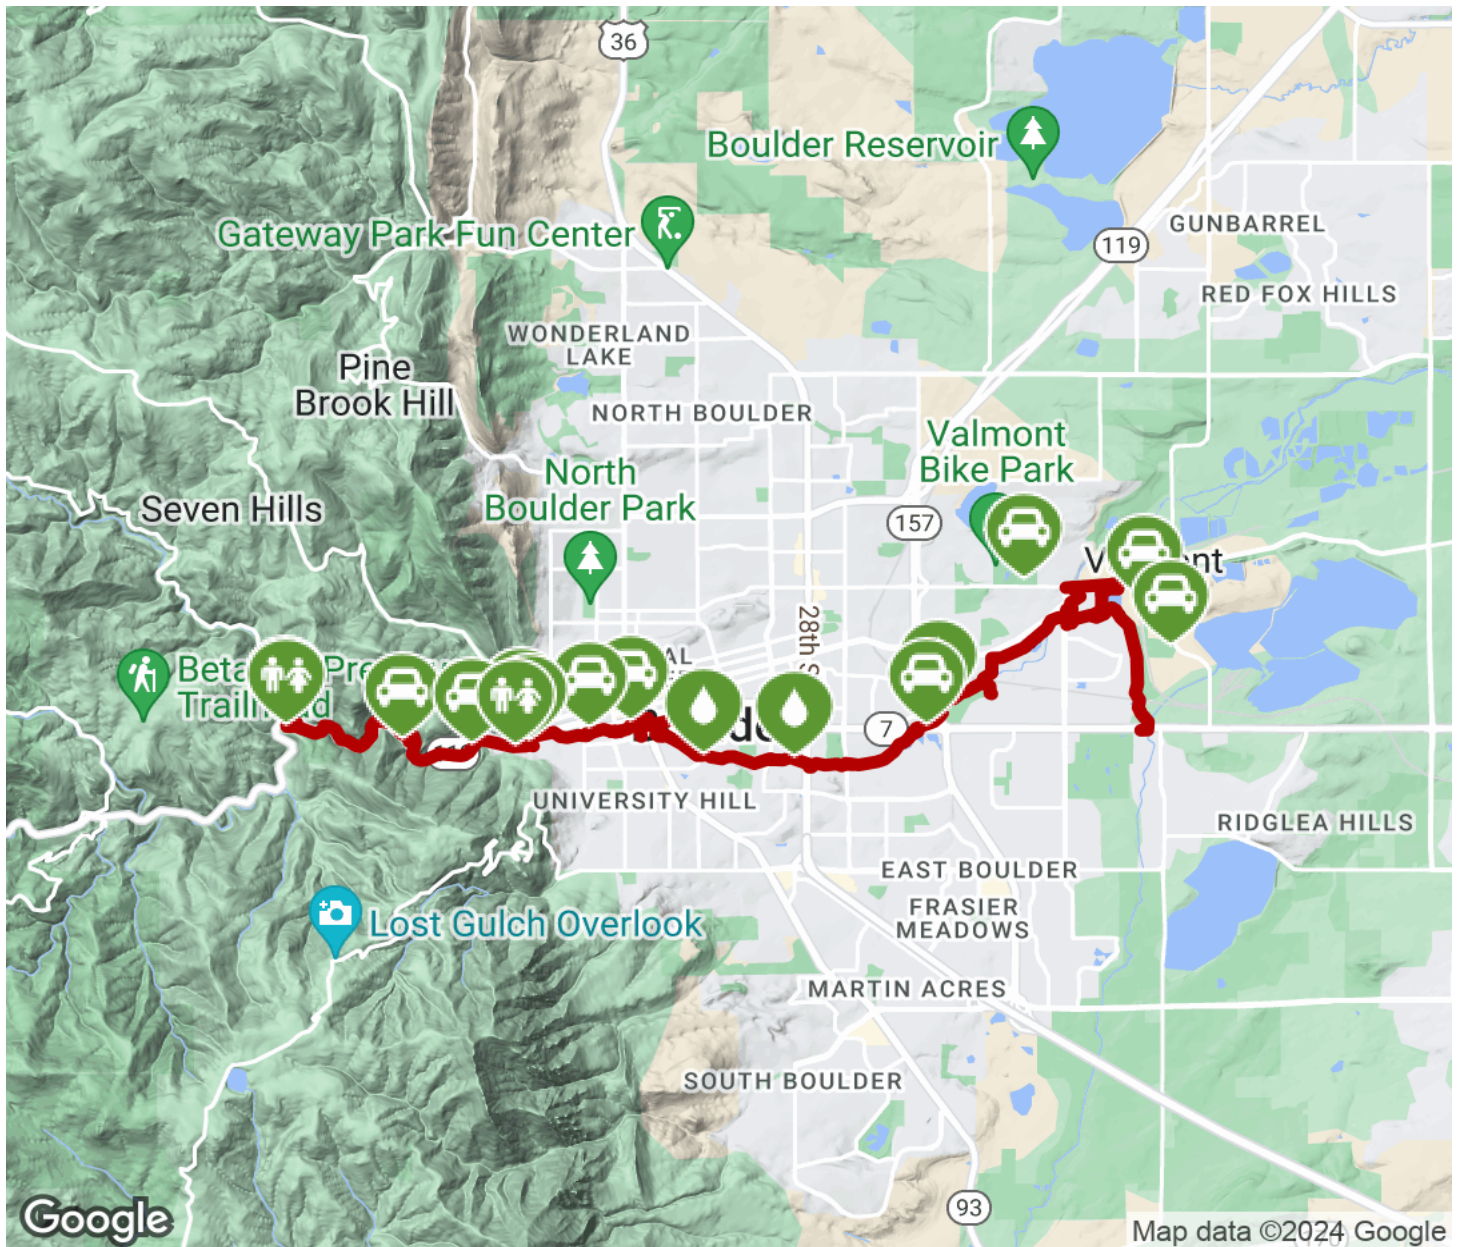 36
Boulder Reservoir
Gateway Park Fun Center
GUNBARREL
119
RED FOX HILLS
WONDERLAND
LAKE
Pine
Brook Hill
NORTH BOULDER
Valmont
Bike Park
North
Boulder Park
Seven Hills
157
28th S
7
UNIVERSITY HILL
RIDGLEA HILLS
EAST BOULDER
FRASIER
MEADOWS
Lost Gulch Overlook
MARTIN ACRES
SOUTH BOULDER
93
Google
Map data ©2024 Google